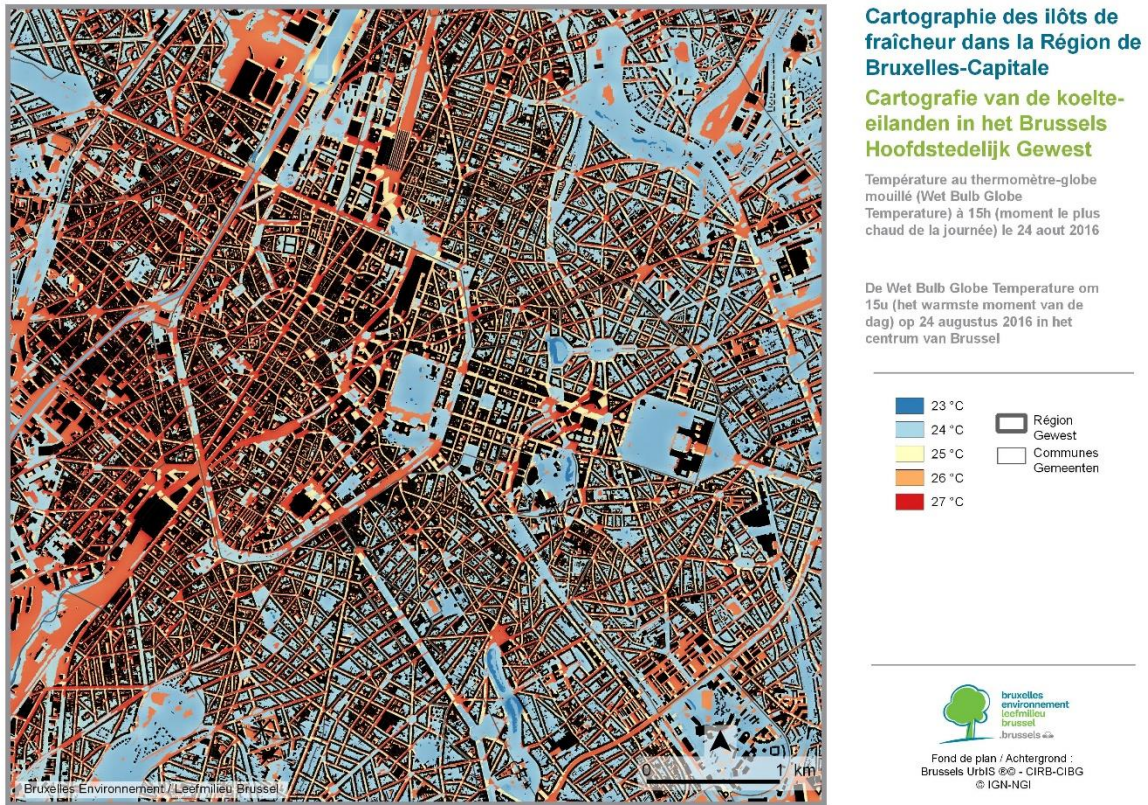 Cartographie des ilôts de
fraîcheur dans la Région de
Bruxelles-Capitale
Cartografie van de koelte-
eilanden in het Brussels
Hoofdstedelijk Gewest
Température au thermomètre-globe
mouillé (Wet Bulb Globe
Temperature) à 15h (moment le plus
chaud de la journée) le 24 aout 2016
De Wet Bulb Globe Temperature om
15u (het warmste moment van de
dag) op 24 augustus 2016 in het
centrum van Brussel
23 °C
24 °C
25 °C
26 °C
27 °C
Région
Gewest
Communes
Gemeenten
bruxelles
environnement
leefmilieu
brussel
.brussels
Fond de plan / Achtergrond :
Brussels UrbIS ®© - CIRB-CIBG
© IGN-NGI
Bruxelles Environnement / Leefmilieu Brussel
0 1 km